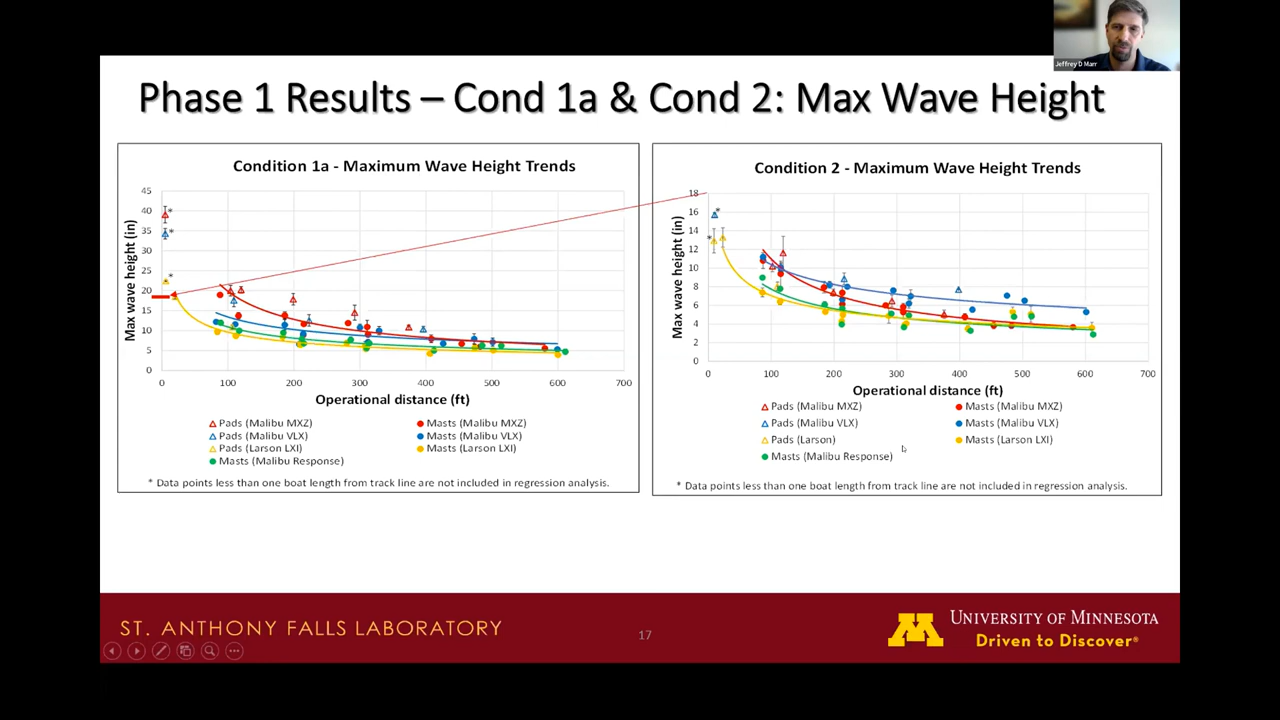 Jeffrey D Marr
Phase 1 Results – Cond 1a & Cond 2: Max Wave Height
Condition 1a - Maximum Wave Height Trends
Max wave height (in)
45
40
35
30
25
20
15
10
5
0
*
*
*
0 100 200 300 400 500 600 700
Operational distance (ft)
Pads (Malibu MXZ) Masts (Malibu MXZ)
Pads (Malibu VLX) Masts (Malibu VLX)
Pads (Larson LXI) Masts (Larson LXI)
Masts (Malibu Response)
* Data points less than one boat length from track line are not included in regression analysis.
Condition 2 - Maximum Wave Height Trends
Max wave height (in)
18
16
14
12
10
8
6
4
2
0
*
*
0 100 200 300 400 500 600 700
Operational distance (ft)
Pads (Malibu MXZ) Masts (Malibu MXZ)
Pads (Malibu VLX) Masts (Malibu VLX)
Pads (Larson) Masts (Larson LXI)
Masts (Malibu Response)
* Data points less than one boat length from track line are not included in regression analysis.
ST. ANTHONY FALLS LABORATORY
17
M
UNIVERSITY OF MINNESOTA
Driven to Discover®